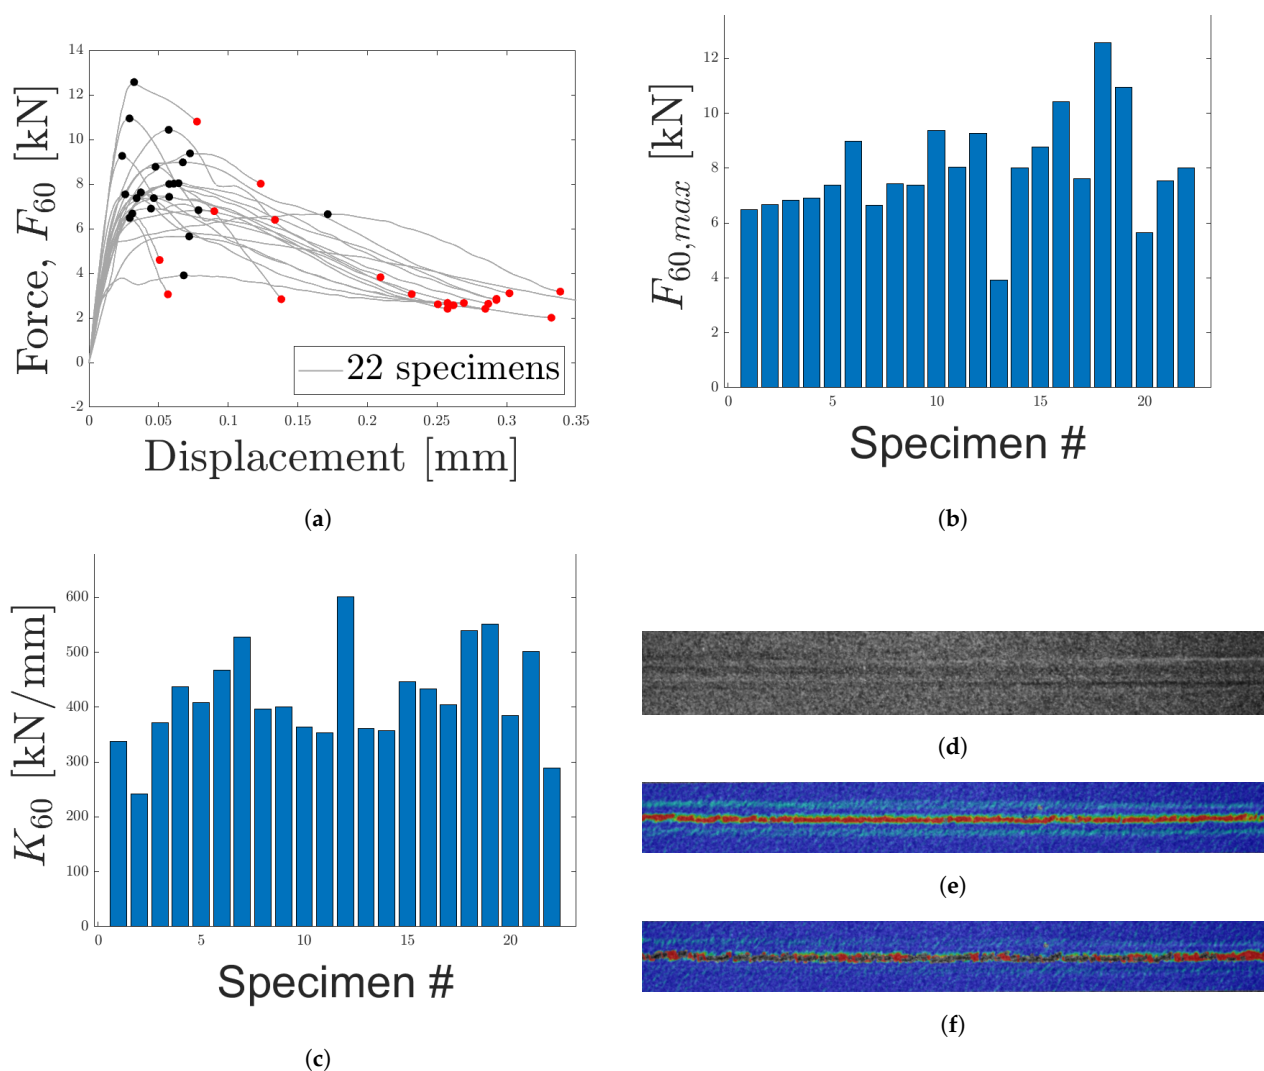 14
12
10
8
6
4
2
0
-2
0 0.05 0.1 0.15 0.2 0.25 0.3 0.35
Force, F60 [kN]
22 specimens
Displacement [mm]
(a)
12
10
8
6
4
2
0
0 5 10 15 20
F60,max [kN]
Specimen #
(b)
600
500
400
300
200
100
0
0 5 10 15 20
K60 [kN/mm]
Specimen #
(c)
(d)
(e)
(f)